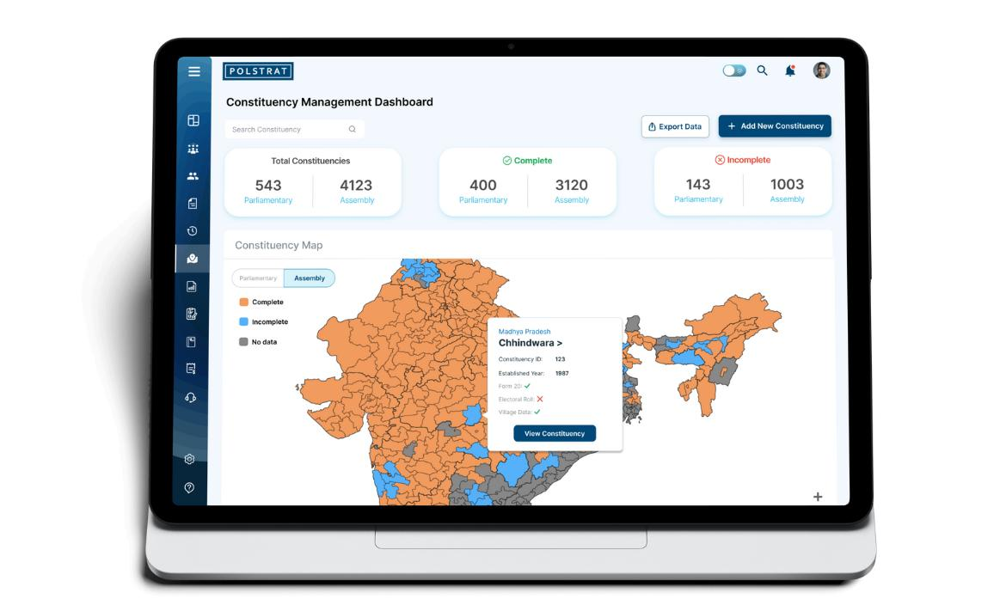 POLSTRAT
Constituency Management Dashboard
Search Constituency
Export Data
+ Add New Constituency
Total Constituencies
543
Parliamentary
4123
Assembly
Complete
400
Parliamentary
3120
Assembly
Incomplete
143
Parliamentary
1003
Assembly
Constituency Map
Parliamentary
Assembly
Complete
Incomplete
No data
Madhya Pradesh
Chhindwara >
Constituency ID: 123
Established Year: 1987
Form 20:
Electoral Roll:
Village Data:
View Constituency
+